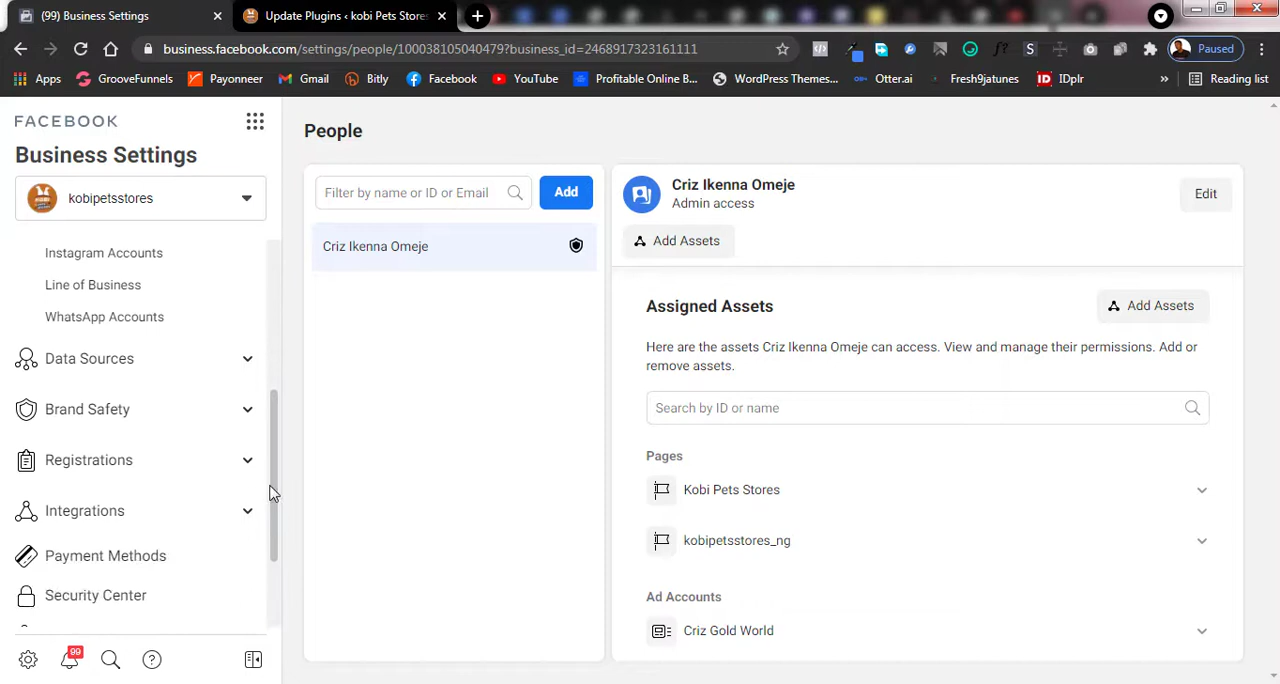 (99) Business Settings
Update Plugins ‹ kobi Pets Stores
business.facebook.com/settings/people/100038105040479?business_id=2468917323161111
S
f?
Paused
Apps
GrooveFunnels
Payoneer
Gmail
Bitly
Facebook
YouTube
Profitable Online B...
WordPress Themes...
Otter.ai
Fresh9jatunes
ID
IDplr
»
Reading list
FACEBOOK
Business Settings
kobipetsstores
Instagram Accounts
Line of Business
WhatsApp Accounts
Data Sources
Brand Safety
Registrations
Integrations
Payment Methods
Security Center
99
People
Filter by name or ID or Email
Add
Criz Ikenna Omeje
Criz Ikenna Omeje
Admin access
Edit
Add Assets
Assigned Assets
Add Assets
Here are the assets Criz Ikenna Omeje can access. View and manage their permissions. Add or
remove assets.
Search by ID or name
Pages
Kobi Pets Stores
kobipetsstores_ng
Ad Accounts
Criz Gold World